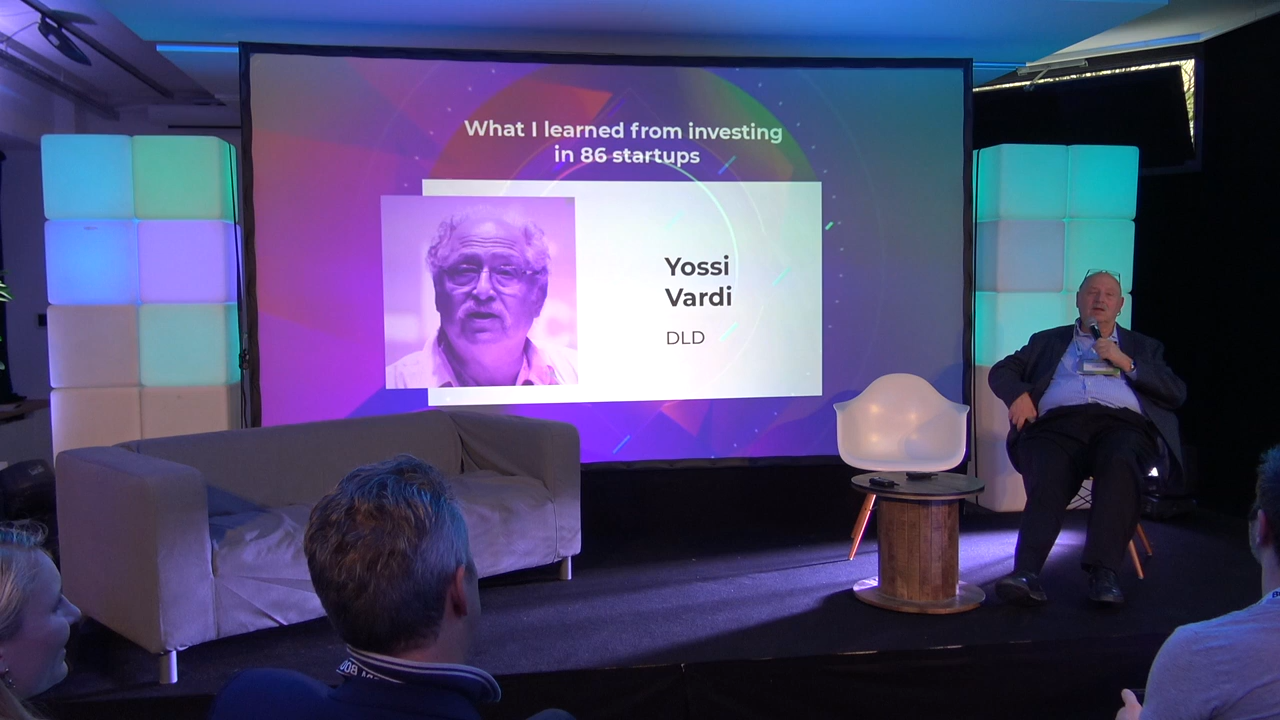 What I learned from investing
in 86 startups
Yossi
Vardi
DLD